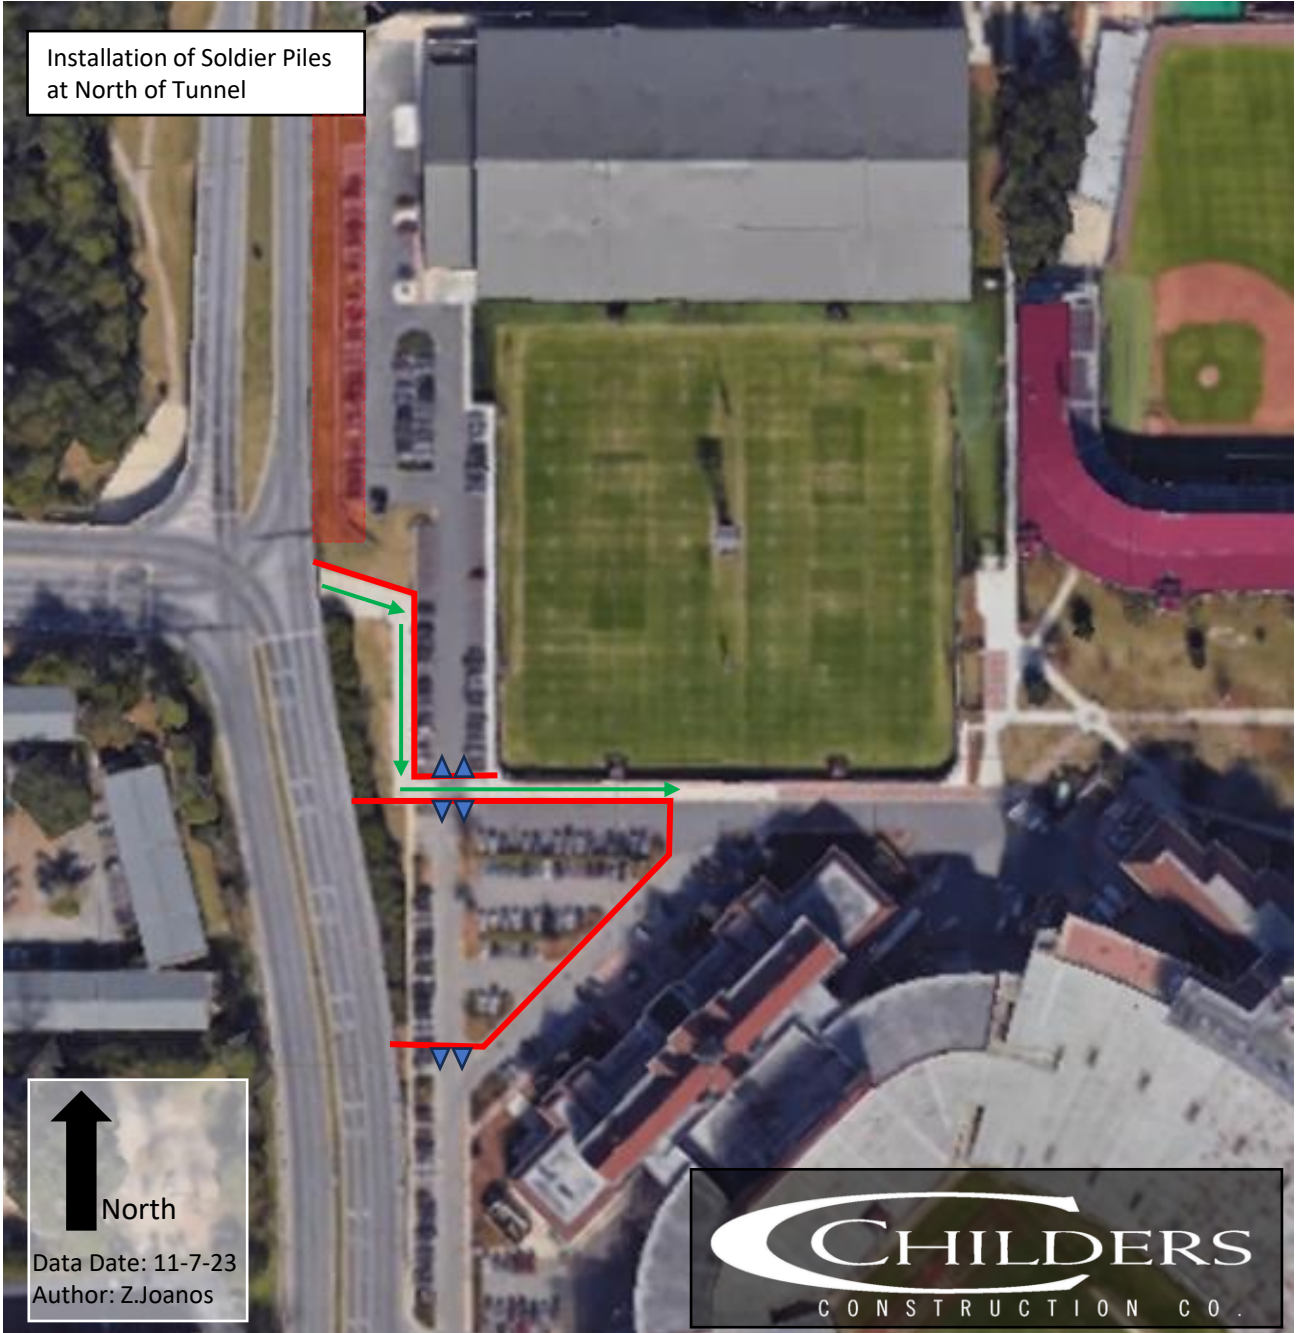 Installation of Soldier Piles
at North of Tunnel
North
Data Date: 11-7-23
Author: Z.Joanos
CHILDERS
CONSTRUCTION CO.